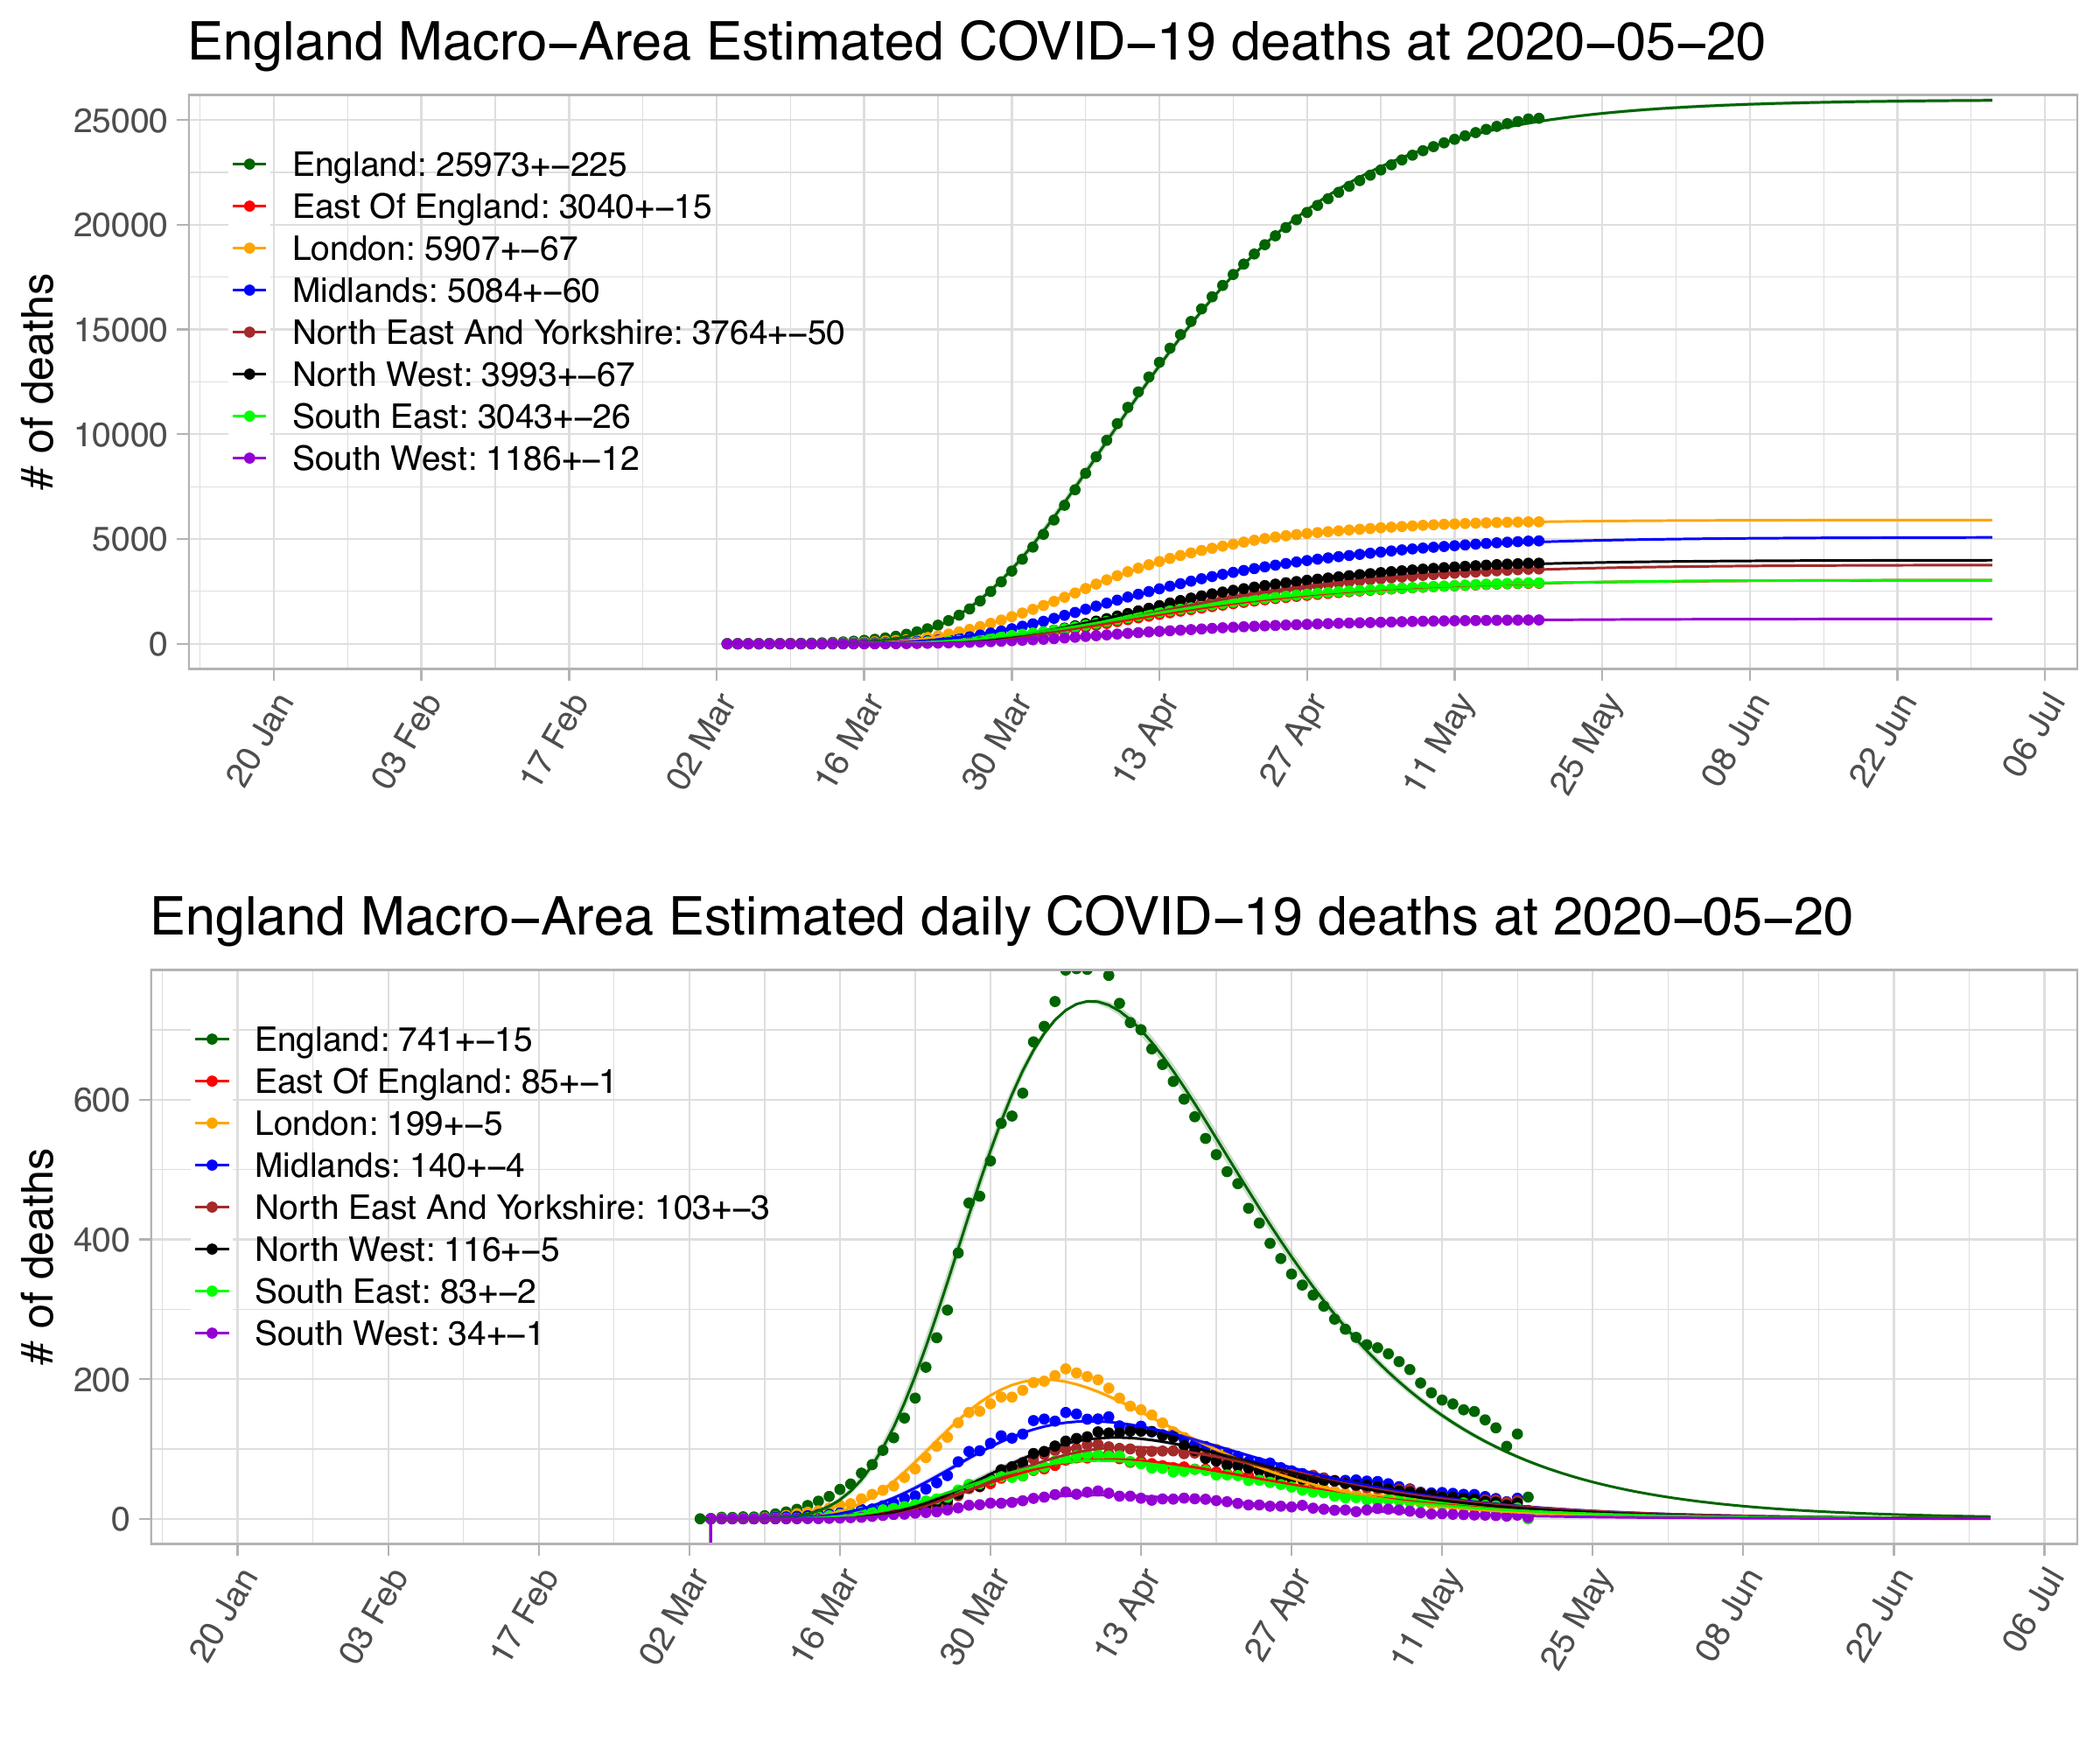 England Macro−Area Estimated COVID−19 deaths at 2020−05−20
# of deaths
25000
20000
15000
10000
5000
0
England: 25973+−225
East Of England: 3040+−15
London: 5907+−67
Midlands: 5084+−60
North East And Yorkshire: 3764+−50
North West: 3993+−67
South East: 3043+−26
South West: 1186+−12
20 Jan
03 Feb
17 Feb
02 Mar
16 Mar
30 Mar
13 Apr
27 Apr
11 May
25 May
08 Jun
22 Jun
06 Jul
England Macro−Area Estimated daily COVID−19 deaths at 2020−05−20
# of deaths
600
400
200
0
England: 741+−15
East Of England: 85+−1
London: 199+−5
Midlands: 140+−4
North East And Yorkshire: 103+−3
North West: 116+−5
South East: 83+−2
South West: 34+−1
20 Jan
03 Feb
17 Feb
02 Mar
16 Mar
30 Mar
13 Apr
27 Apr
11 May
25 May
08 Jun
22 Jun
06 Jul